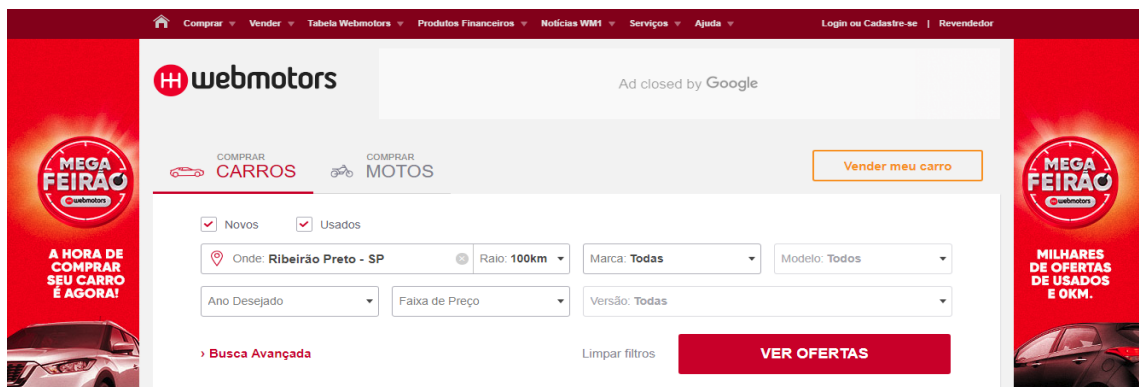 Comprar Vender Tabela Webmotors Produtos Financeiros Notícias WM1 Serviços Ajuda Login ou Cadastre-se | Revendedor
webmotors
Ad closed by Google
MEGA
FEIRÃO
webmotors
A HORA DE
COMPRAR
SEU CARRO
É AGORA!
COMPRAR
CARROS
COMPRAR
MOTOS
Vender meu carro
Novos Usados
Onde: Ribeirão Preto - SP Raio: 100km Marca: Todas Modelo: Todos
Ano Desejado Faixa de Preço Versão: Todas
› Busca Avançada Limpar filtros VER OFERTAS
MEGA
FEIRÃO
webmotors
MILHARES
DE OFERTAS
DE USADOS
E 0KM.